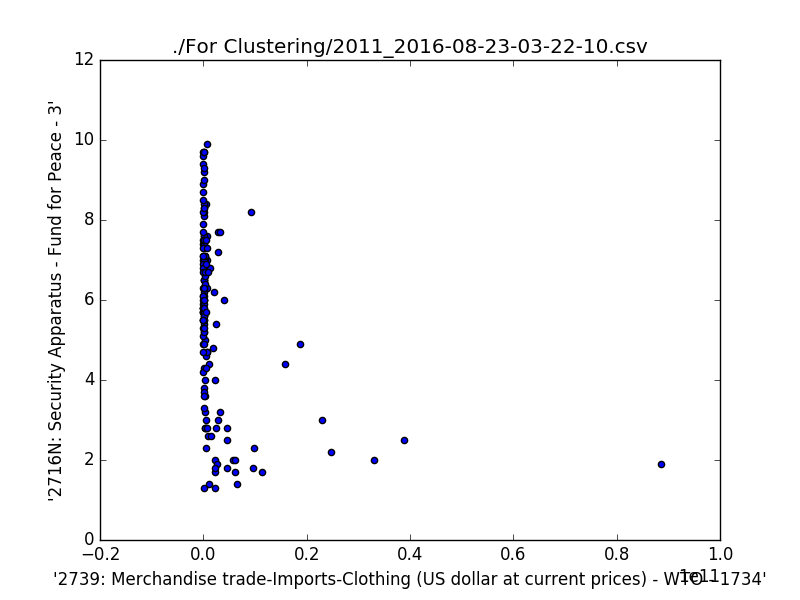 ./For Clustering/2011_2016-08-23-03-22-10.csv
'2716N: Security Apparatus - Fund for Peace - 3'
12
10
8
6
4
2
0
−0.2 0.0 0.2 0.4 0.6 0.8 1.0
1e11
'2739: Merchandise trade-Imports-Clothing (US dollar at current prices) - WTO - 1734'